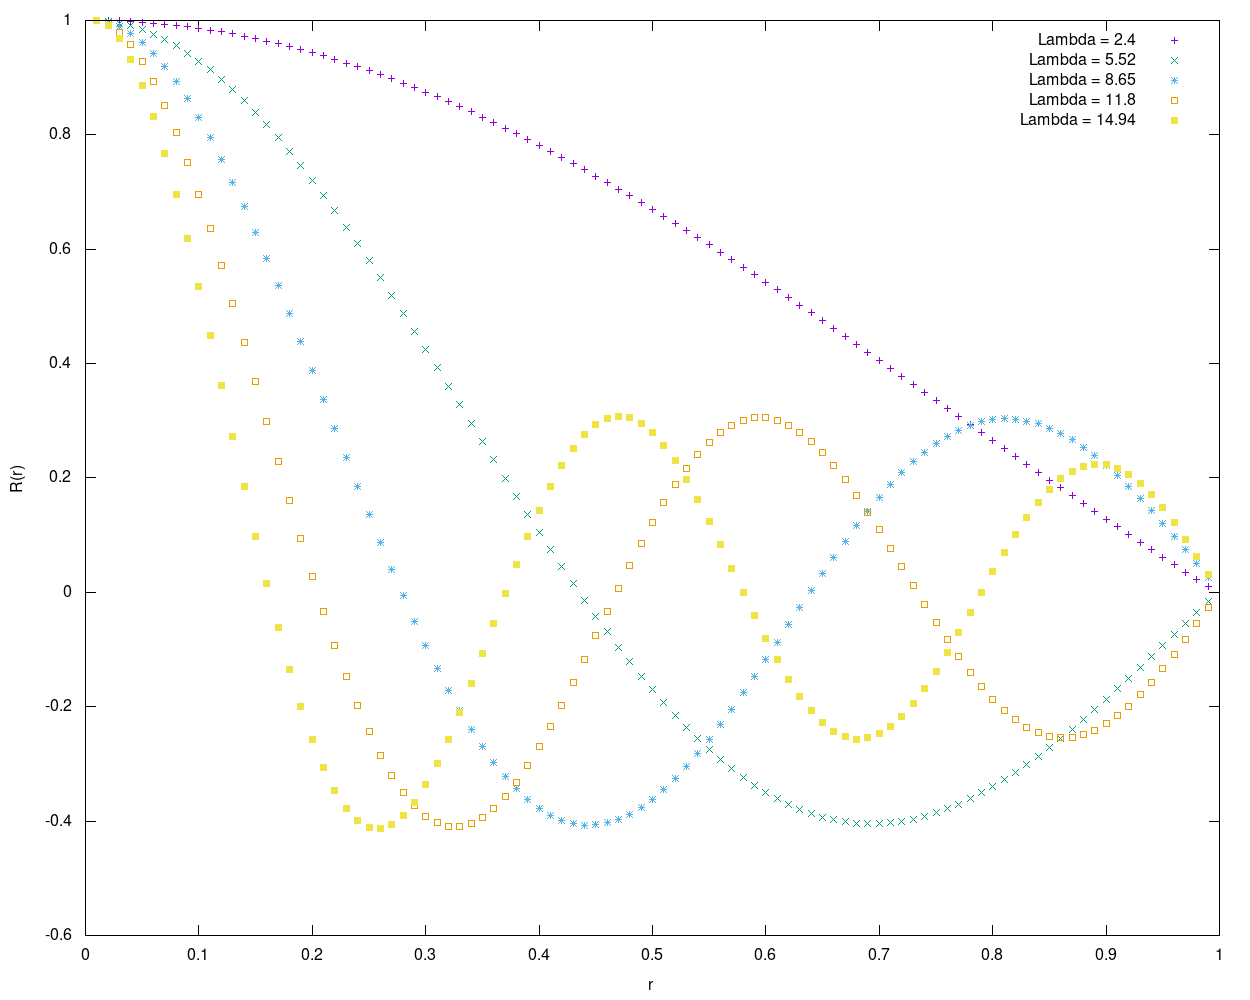 1
0.8
0.6
0.4
0.2
0
-0.2
-0.4
-0.6
R(r)
Lambda = 2.4
Lambda = 5.52
Lambda = 8.65
Lambda = 11.8
Lambda = 14.94
0 0.1 0.2 0.3 0.4 0.5 0.6 0.7 0.8 0.9 1
r